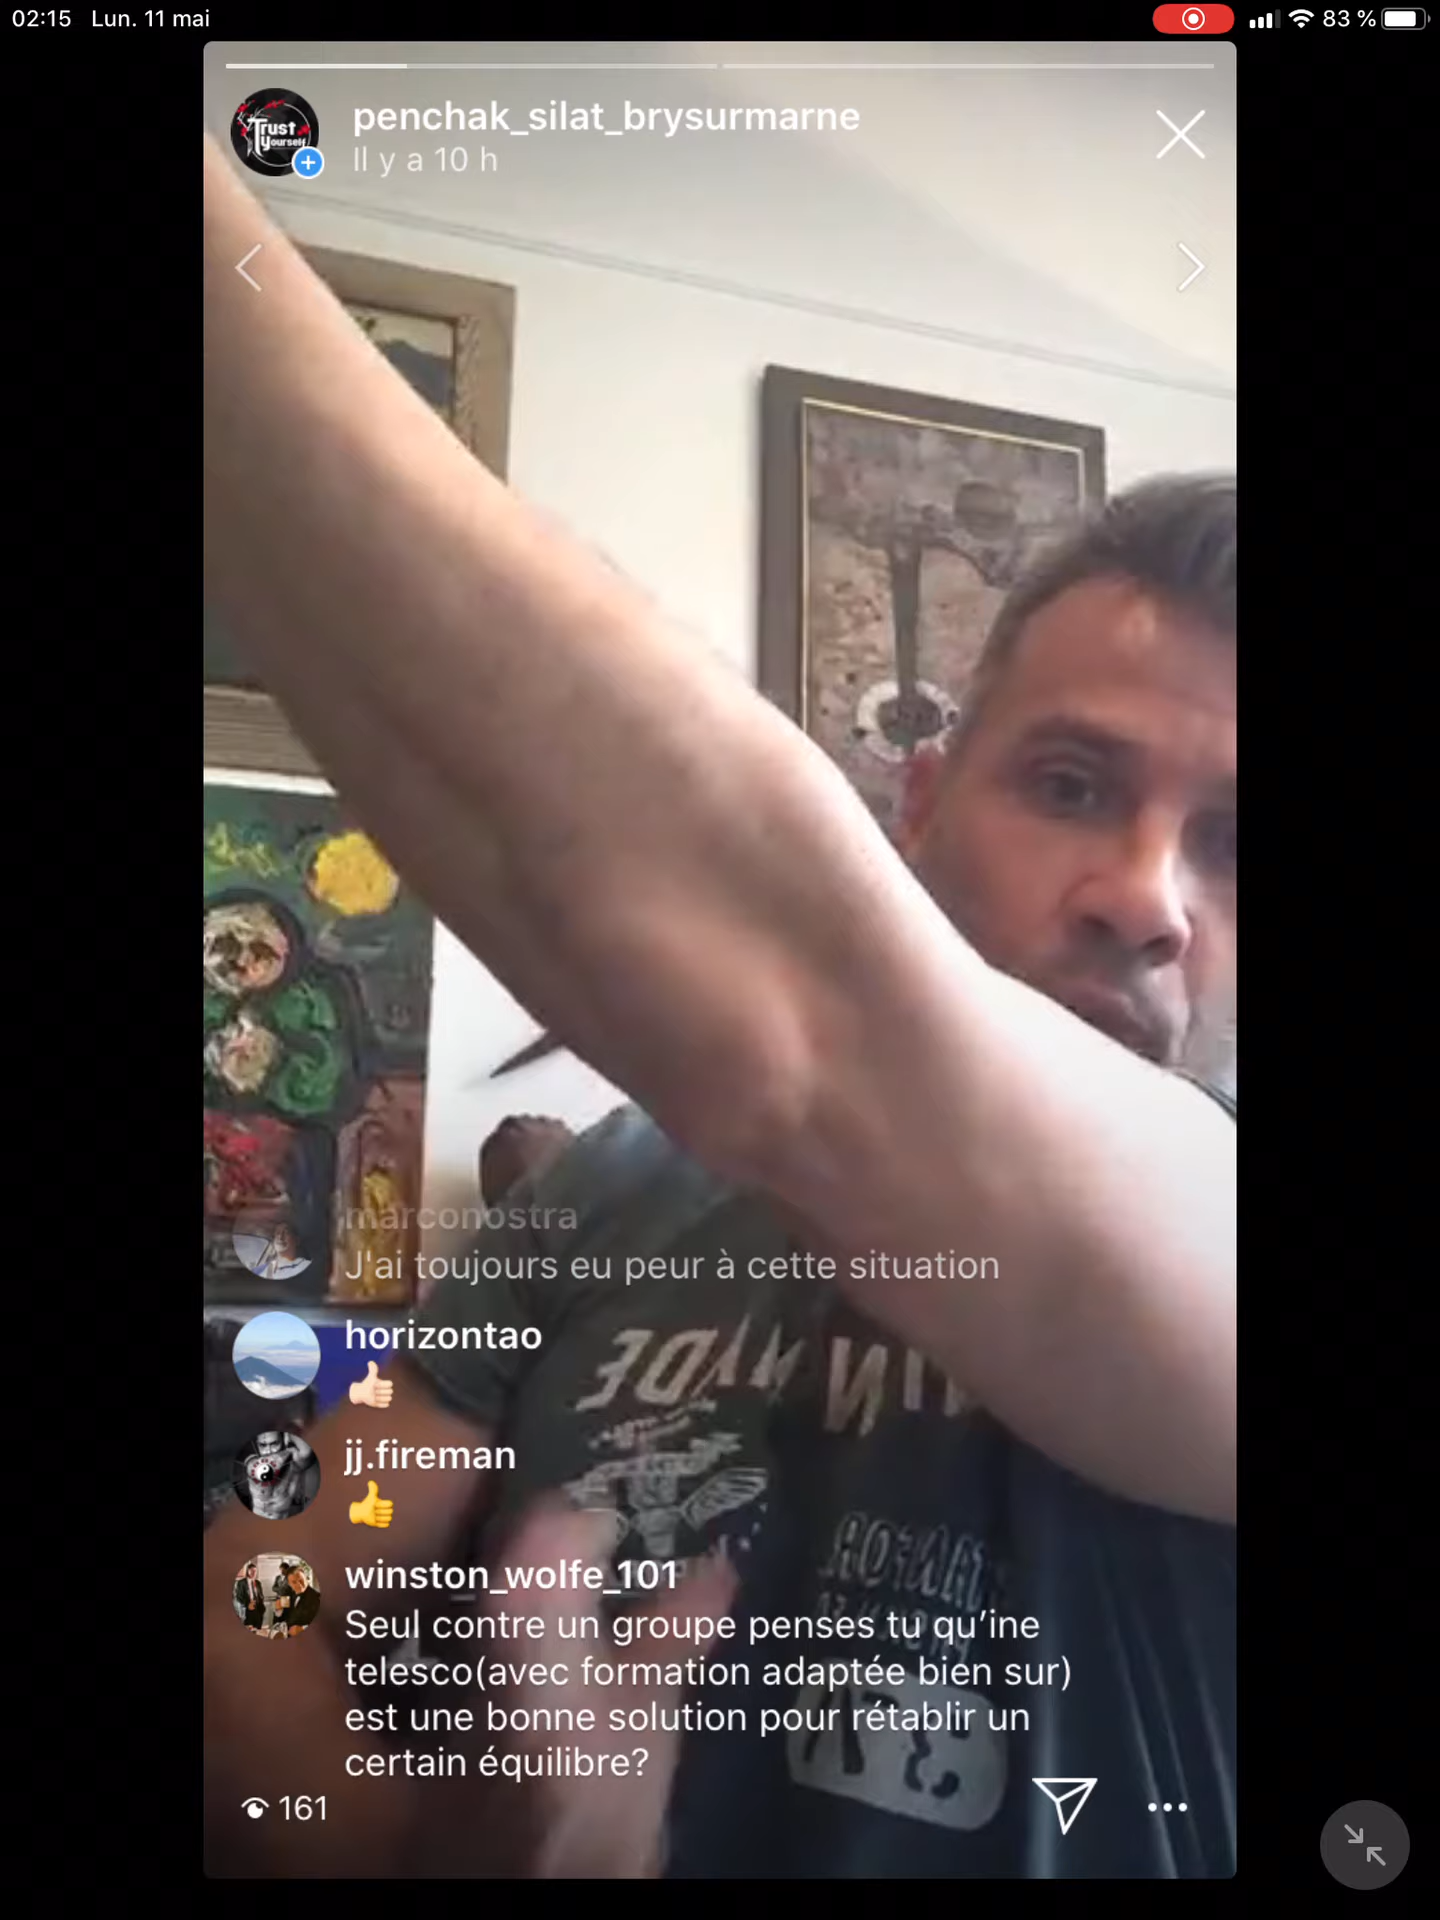 02:15 Lun. 11 mai
83 %
Trust
Yourself
penchak_silat_brysurmarne
Il y a 10 h
marconostra
J'ai toujours eu peur à cette situation
horizontao
👍🏻
jj.fireman
👍
winston_wolfe_101
Seul contre un groupe penses tu qu’ine
telesco(avec formation adaptée bien sur)
est une bonne solution pour rétablir un
certain équilibre?
161